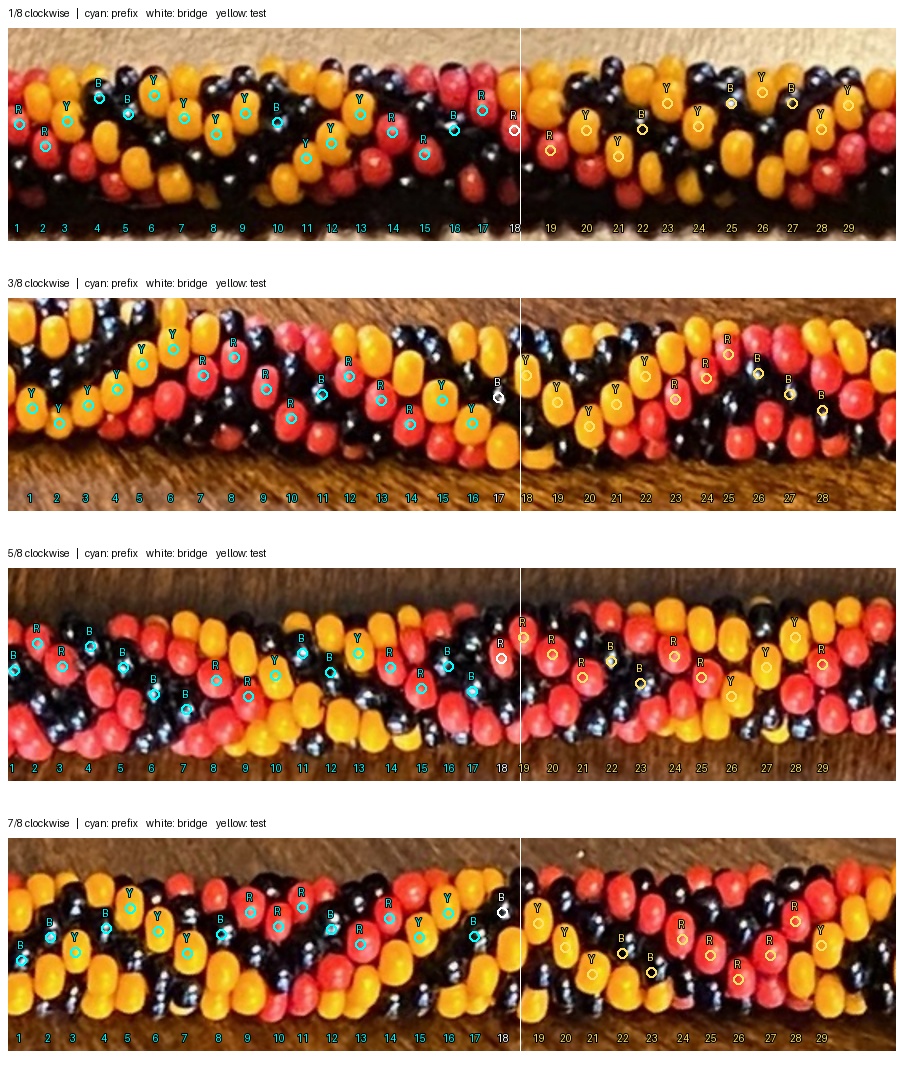 1/8 clockwise | cyan: prefix white: bridge yellow: test
R R Y B B Y Y Y Y B Y Y Y R R B R R R Y Y B Y Y B Y B Y Y
1 2 3 4 5 6 7 8 9 10 11 12 13 14 15 16 17 18 19 20 21 22 23 24 25 26 27 28 29
3/8 clockwise | cyan: prefix white: bridge yellow: test
Y Y Y Y Y Y R R R R B R R R Y Y B Y Y Y Y Y R R R B B B
1 2 3 4 5 6 7 8 9 10 11 12 13 14 15 16 17 18 19 20 21 22 23 24 25 26 27 28
5/8 clockwise | cyan: prefix white: bridge yellow: test
B R R B B B B R R Y B B Y R R B B R R R R B B R R Y Y Y R
1 2 3 4 5 6 7 8 9 10 11 12 13 14 15 16 17 18 19 20 21 22 23 24 25 26 27 28 29
7/8 clockwise | cyan: prefix white: bridge yellow: test
B B Y B Y Y Y B R R R B R R Y Y B B Y Y Y B B R R R R R Y
1 2 3 4 5 6 7 8 9 10 11 12 13 14 15 16 17 18 19 20 21 22 23 24 25 26 27 28 29